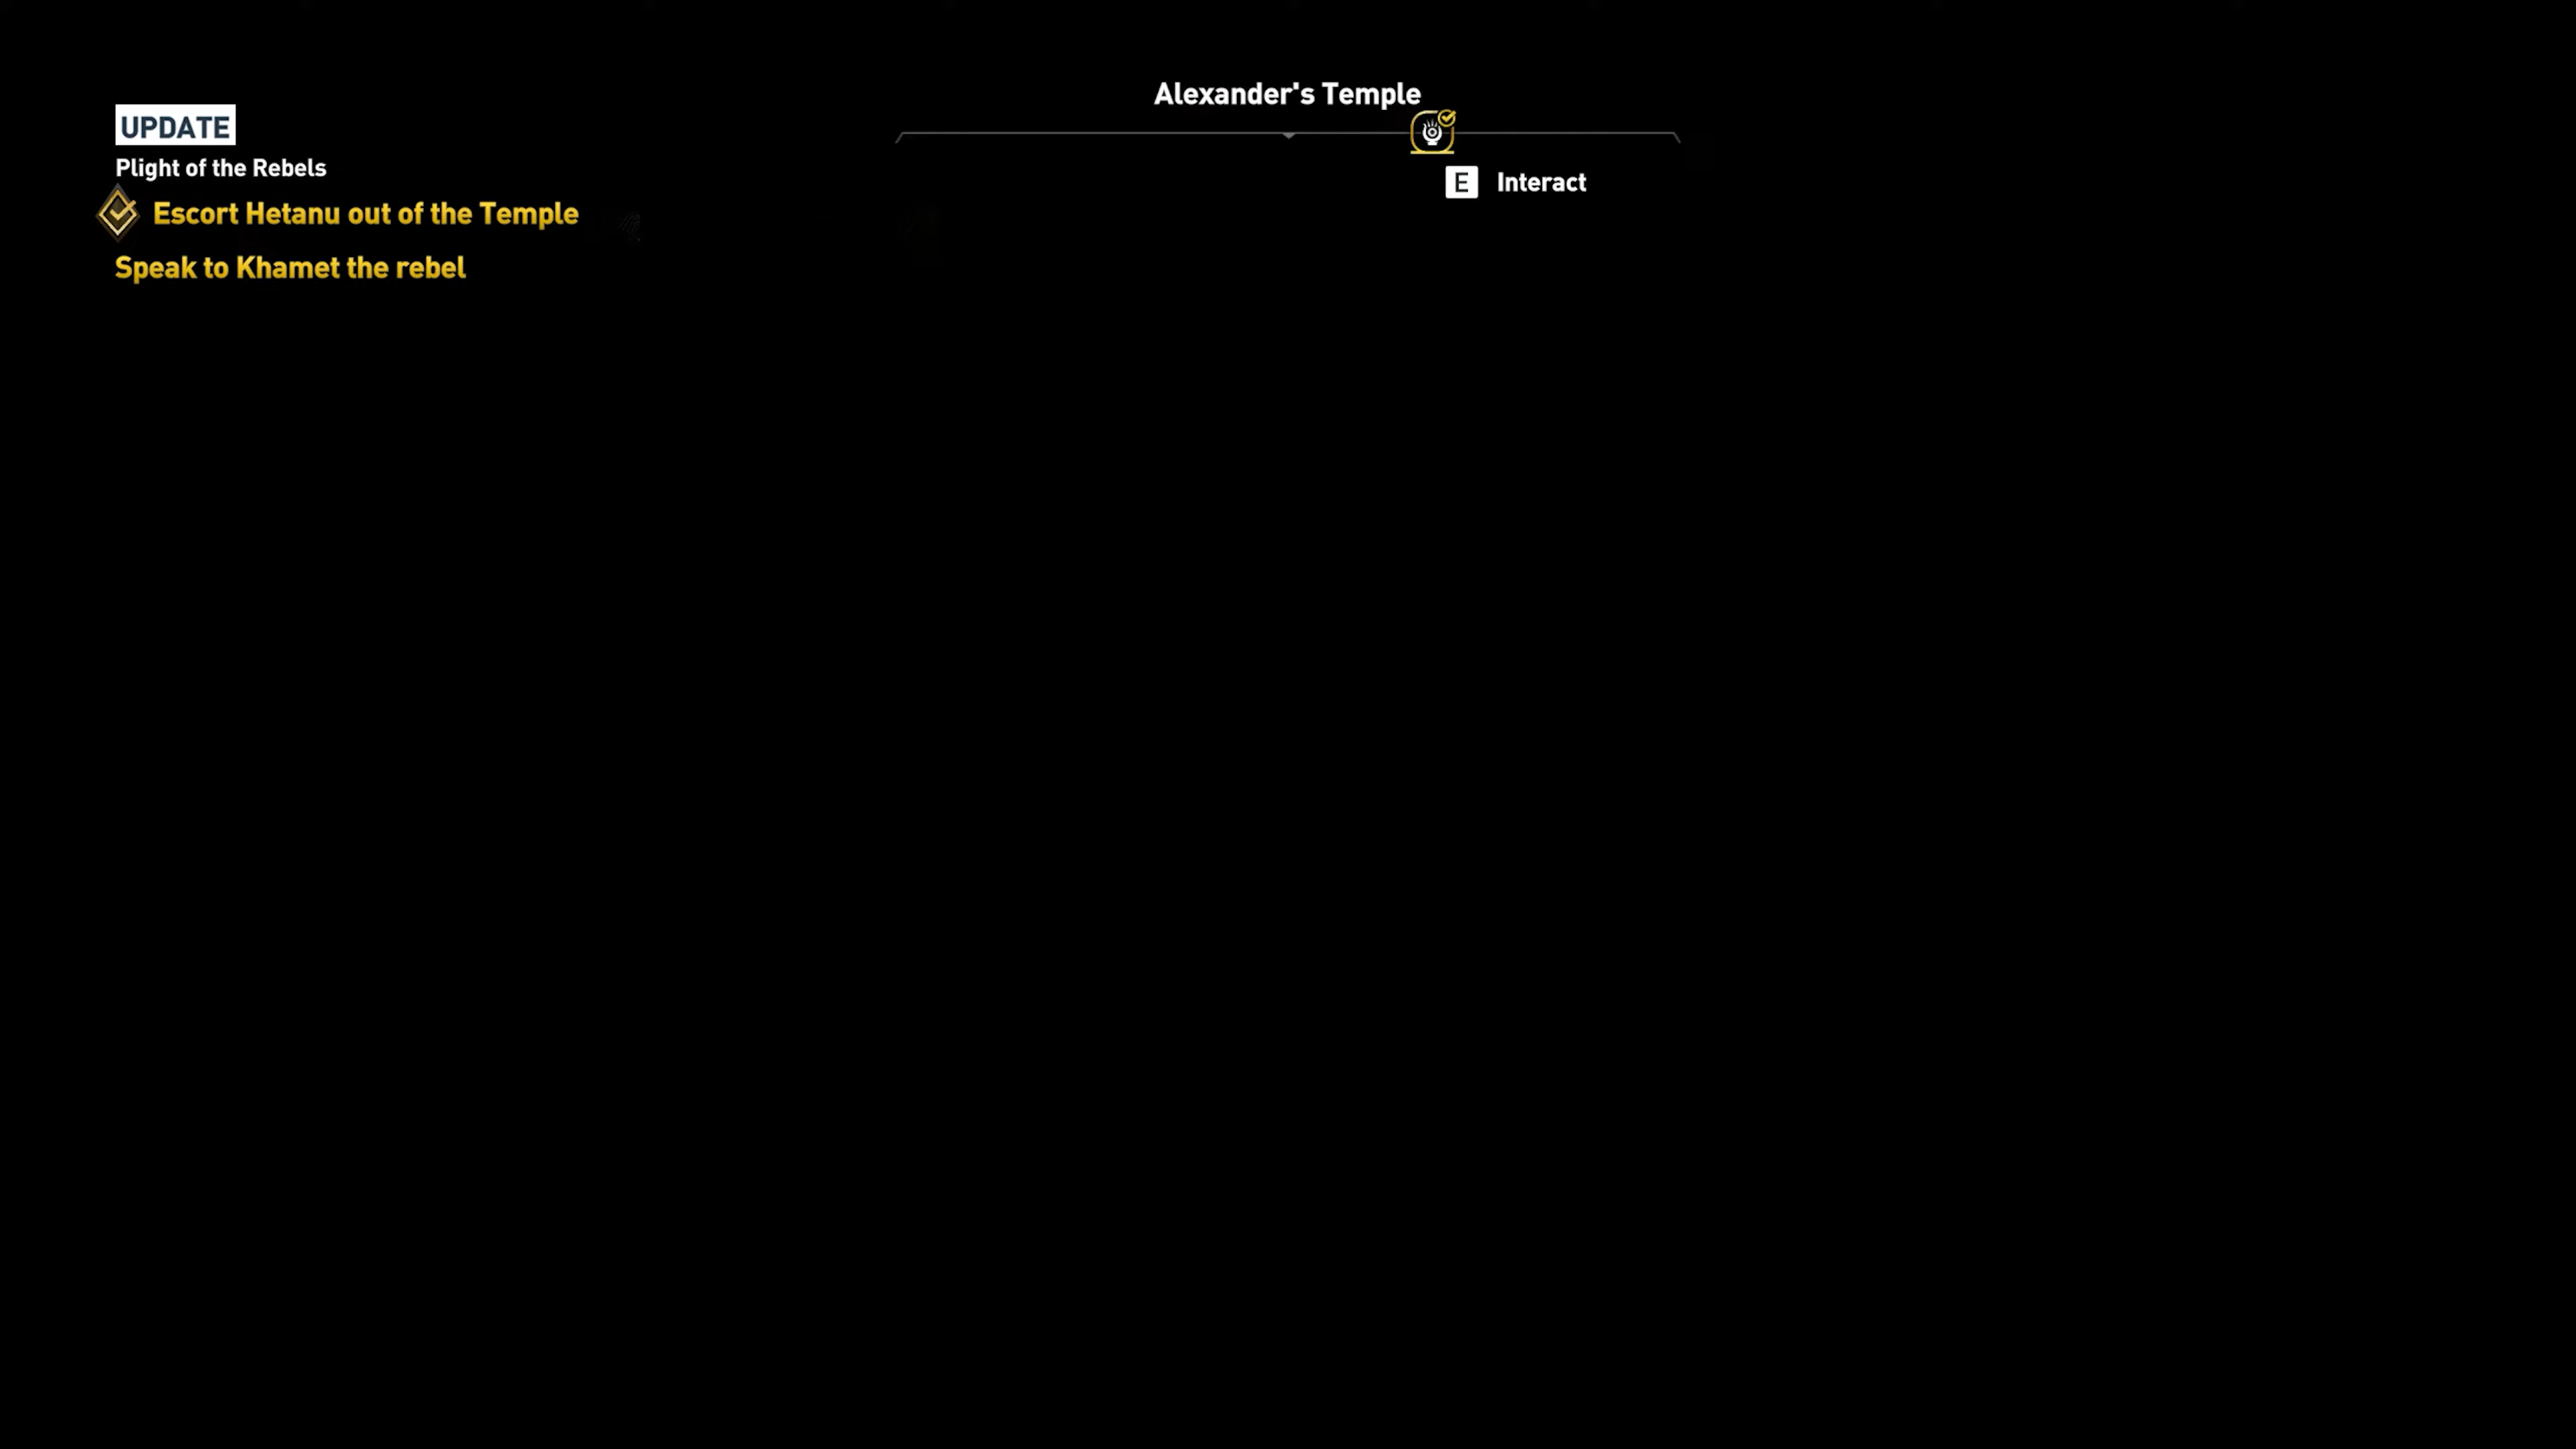 Alexander's Temple
UPDATE
Plight of the Rebels
E Interact
Escort Hetanu out of the Temple
Speak to Khamet the rebel